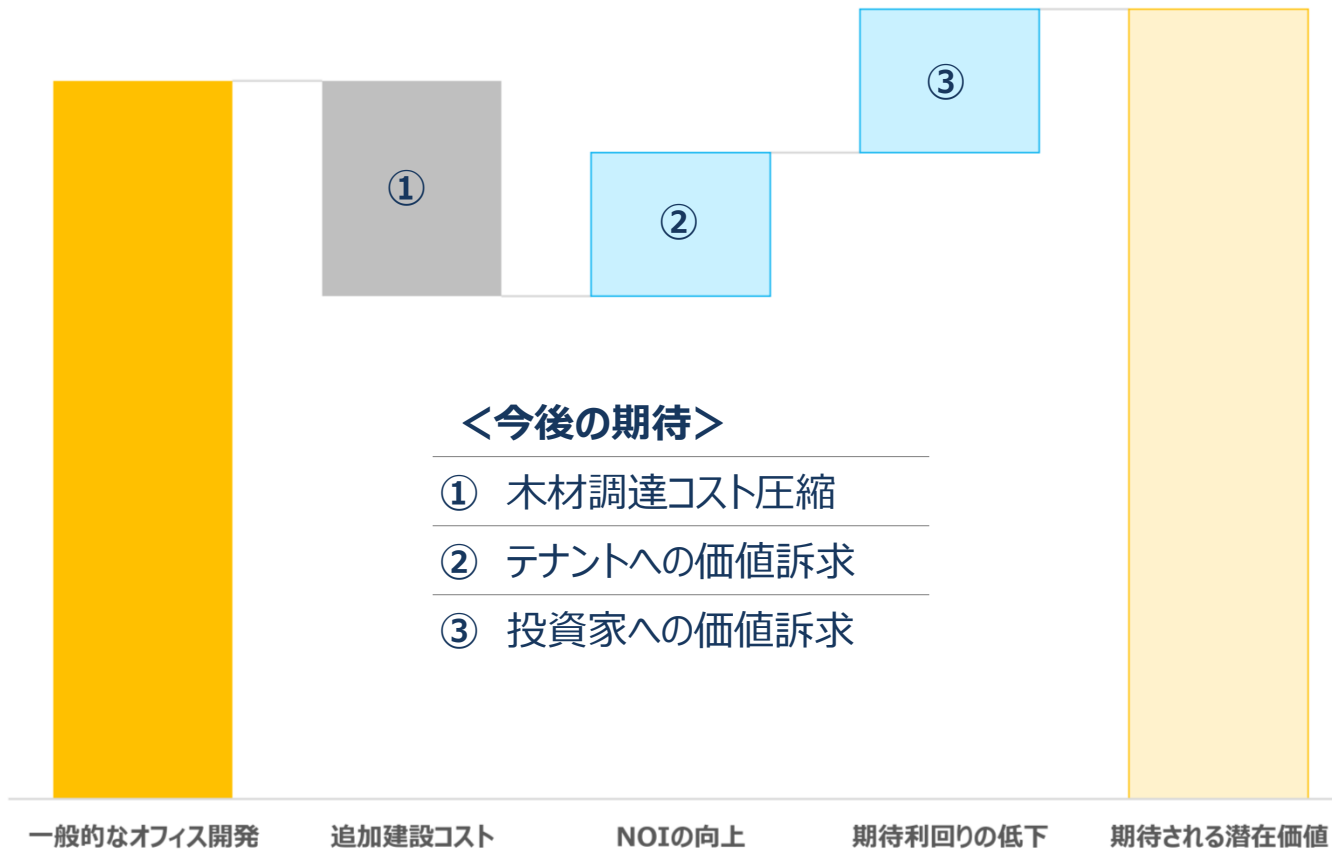 ③
①
②
＜今後の期待＞
① 木材調達コスト圧縮
② テナントへの価値訴求
③ 投資家への価値訴求
一般的なオフィス開発 追加建設コスト NOIの向上 期待利回りの低下 期待される潜在価値